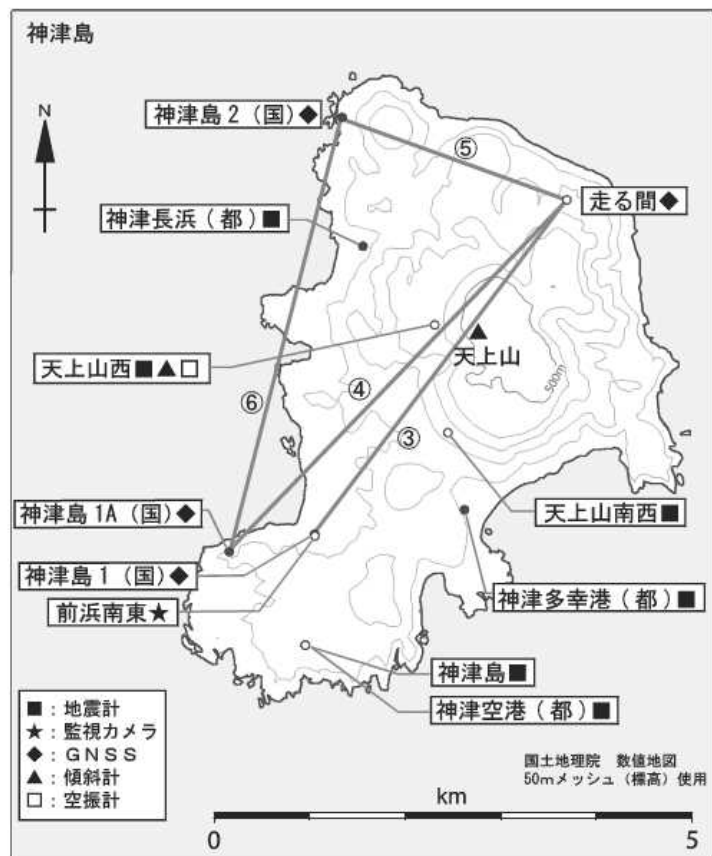 神津島
N
神津島2(国)◆
⑤
走る間◆
神津長浜(都)■
天上山
500m
天上山西■▲□
④
⑥
③
天上山南西■
神津島1A(国)◆
神津島1(国)◆
前浜南東★
神津多幸港(都)■
神津島■
神津空港(都)■
■:地震計
★:監視カメラ
◆:GNSS
▲:傾斜計
□:空振計
国土地理院 数値地図
50mメッシュ(標高)使用
km
0 5